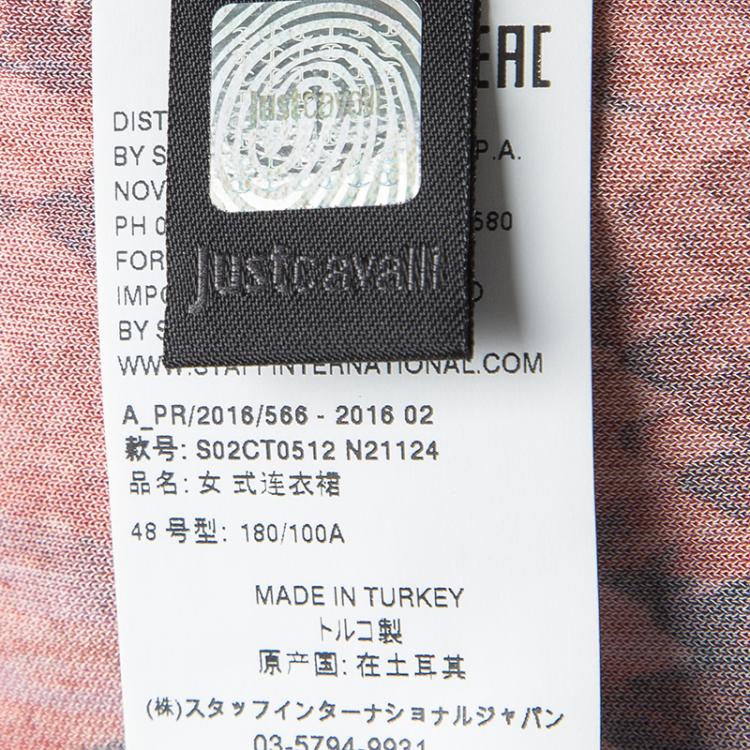 EAC
justcavalli
DIST
BY S P.A.
NOV
PH 0 580
justcavalli
FOR
IMPO D
BY S
WWW.STAFFINTERNATIONAL.COM
A_PR/2016/566 - 2016 02
款号: S02CT0512 N21124
品名: 女 式连衣裙
48 号型: 180/100A
MADE IN TURKEY
トルコ製
原产国: 在土耳其
(株)スタッフインターナショナルジャパン
03-5794-9931